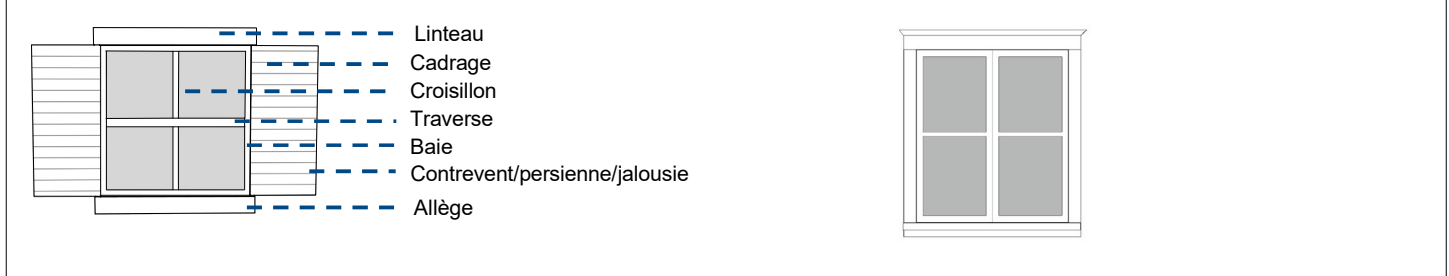 Linteau
Cadrage
Croisillon
Traverse
Baie
Contrevent/persienne/jalousie
Allège